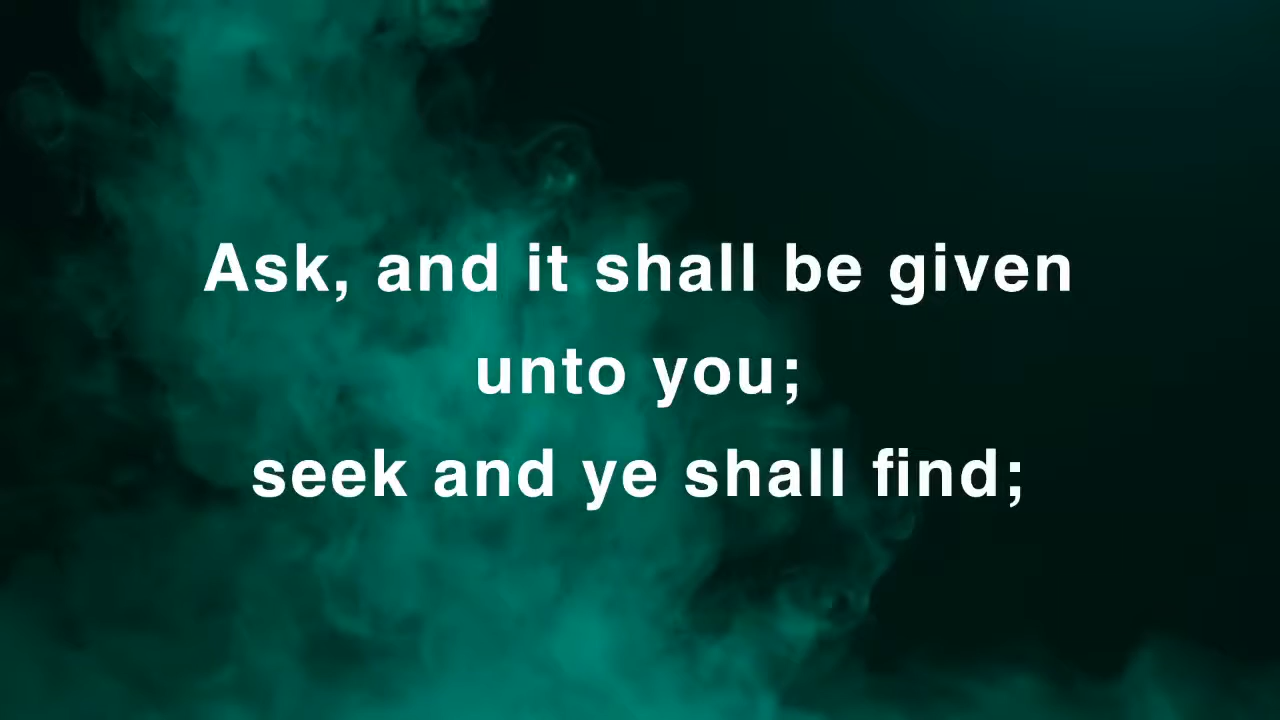 Ask, and it shall be given
unto you;
seek and ye shall find;